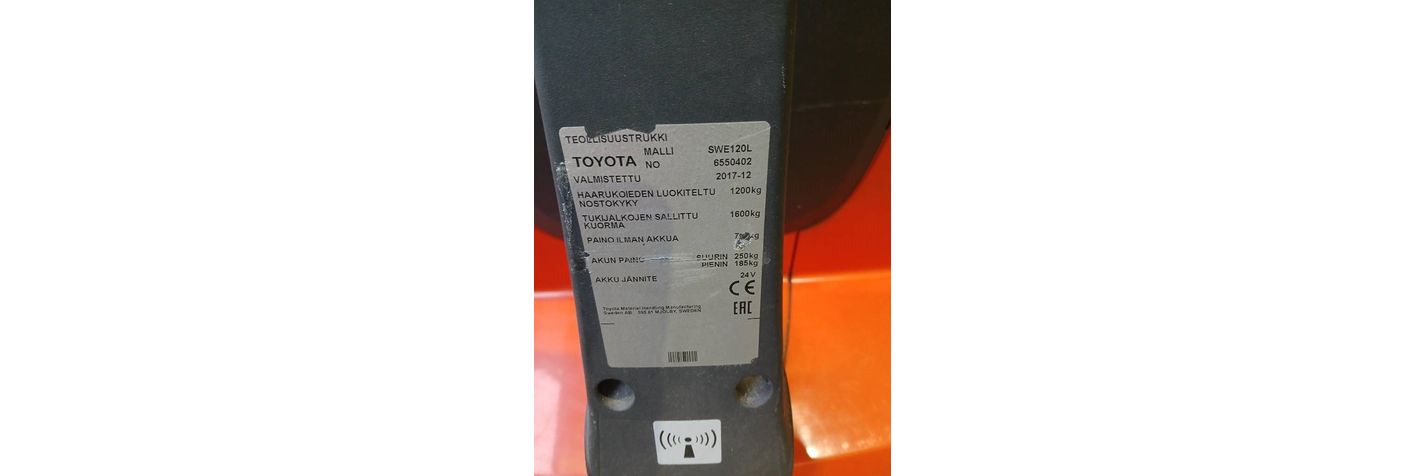 TEOLLISUUSTRUKKI
TOYOTA MALLI SWE120L
NO 6550402
VALMISTETTU 2017-12
HAARUKOIEDEN LUOKITELTU 1200kg
NOSTOKYKY
TUKIJALKOJEN SALLITTU 1600kg
KUORMA
PAINO ILMAN AKKUA
AKUN PAINO SUURIN 250kg
PIENIN 185kg
AKKU JÄNNITE 24V
CE
Toyota Material Handling Manufacturing
Sweden AB 595 81 MJÖLBY, SWEDEN
EAC